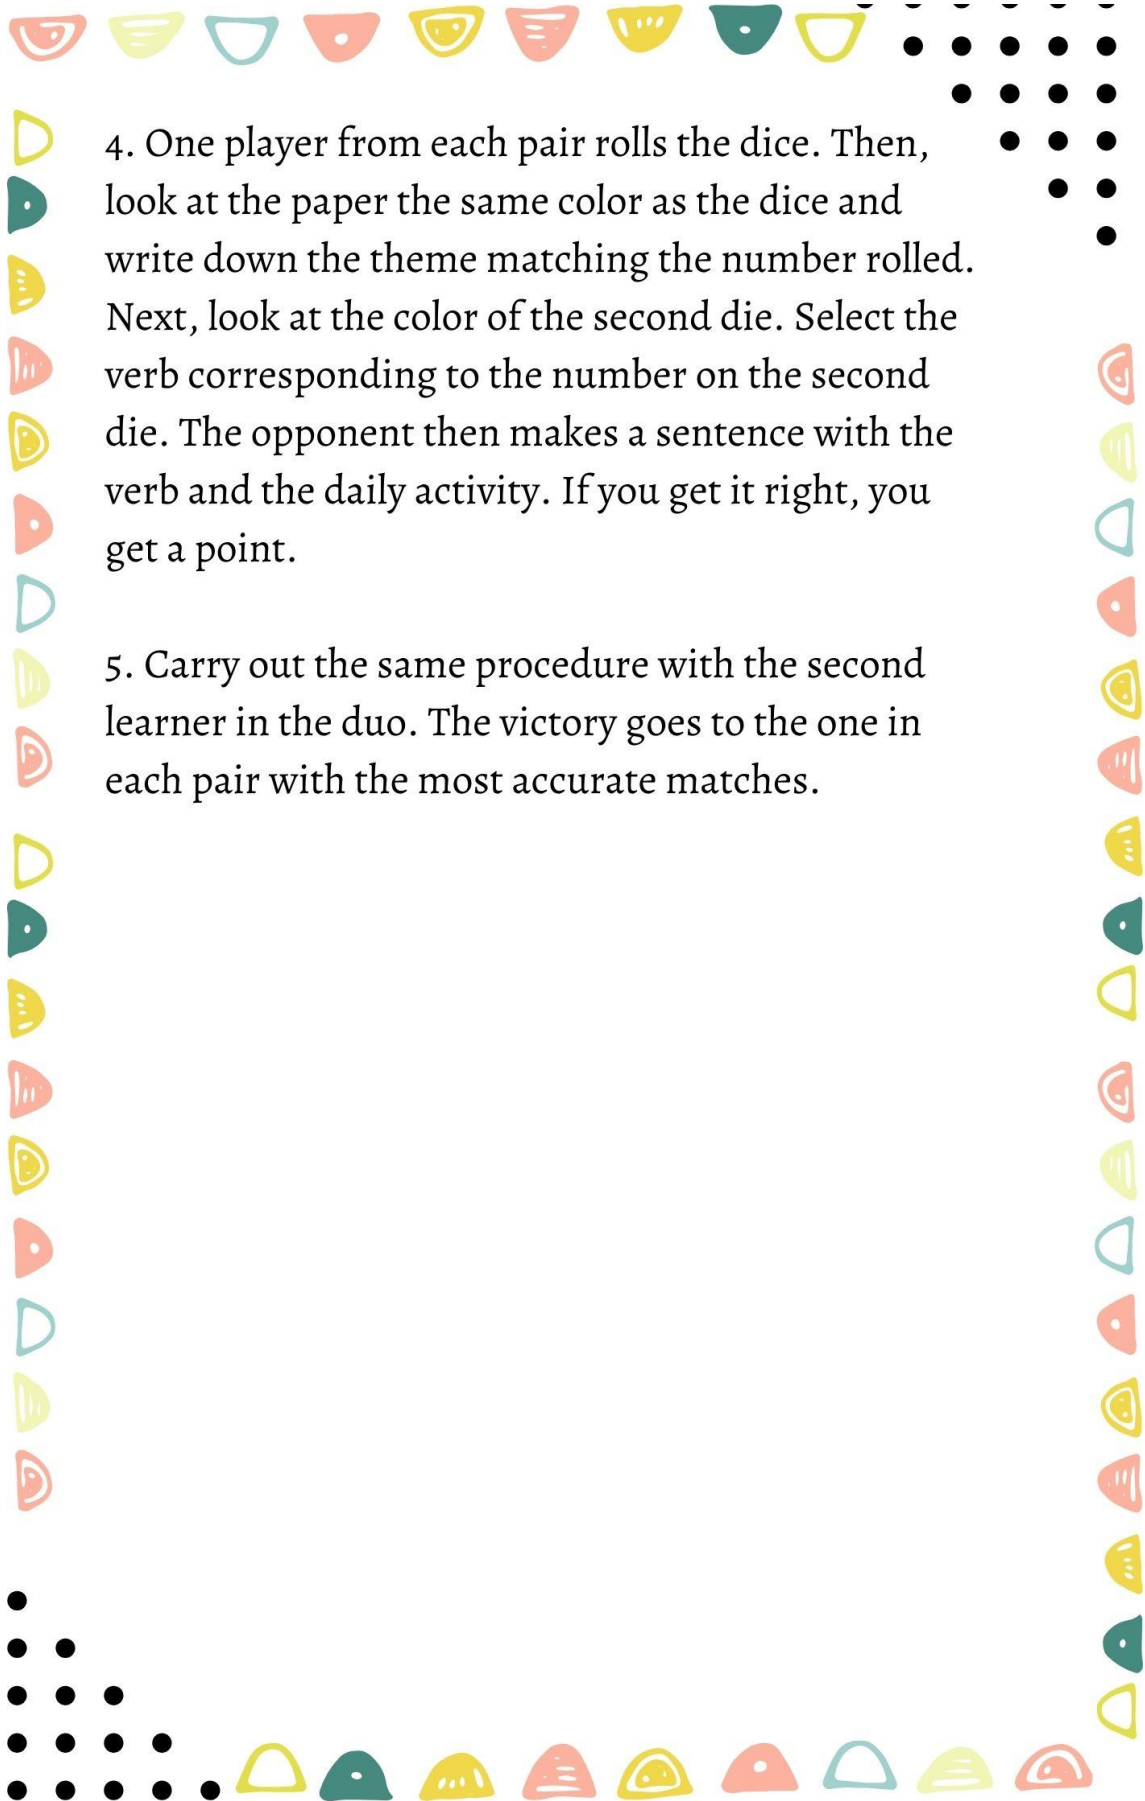 4. One player from each pair rolls the dice. Then,
look at the paper the same color as the dice and
write down the theme matching the number rolled.
Next, look at the color of the second die. Select the
verb corresponding to the number on the second
die. The opponent then makes a sentence with the
verb and the daily activity. If you get it right, you
get a point.
5. Carry out the same procedure with the second
learner in the duo. The victory goes to the one in
each pair with the most accurate matches.